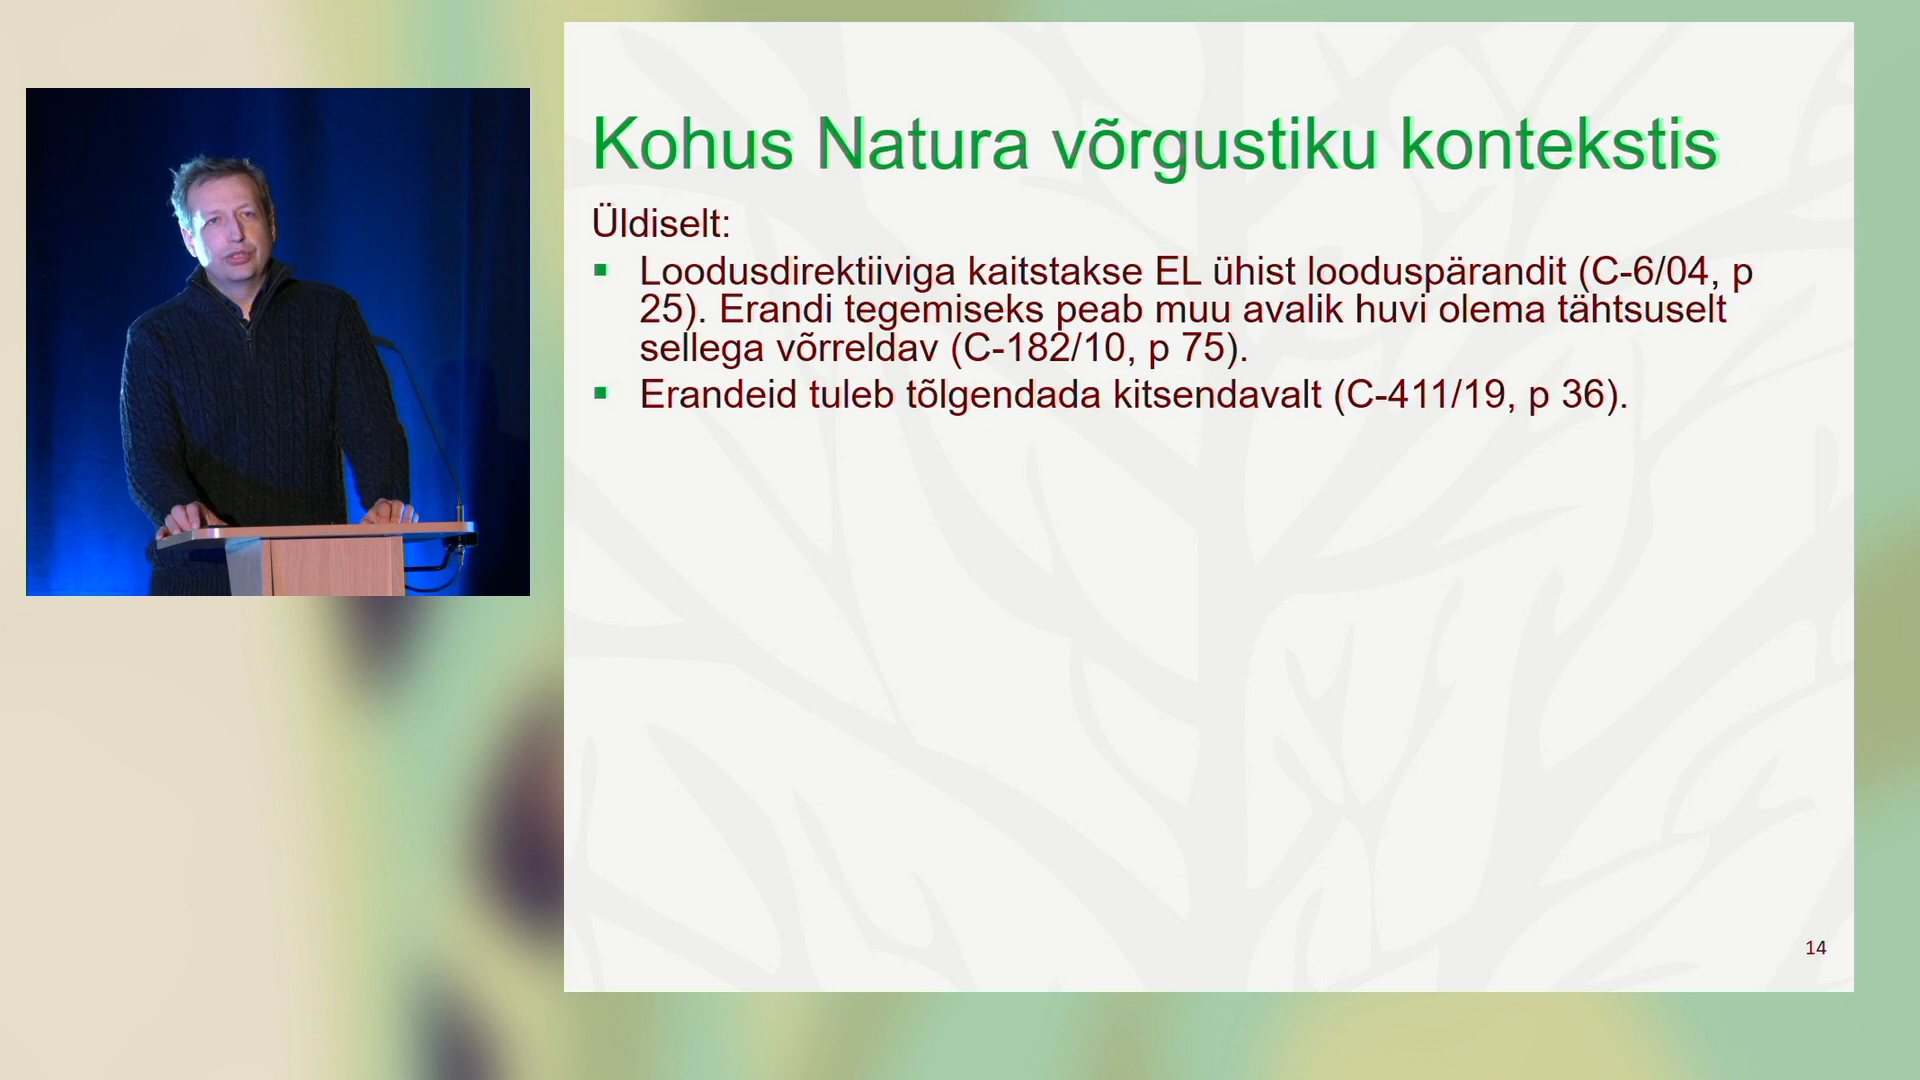 Kohus Natura võrgustiku kontekstis
Üldiselt:
▪ Loodusdirektiiviga kaitstakse EL ühist looduspärandit (C-6/04, p
25). Erandi tegemiseks peab muu avalik huvi olema tähtsuselt
sellega võrreldav (C-182/10, p 75).
▪ Erandeid tuleb tõlgendada kitsendavalt (C-411/19, p 36).
14